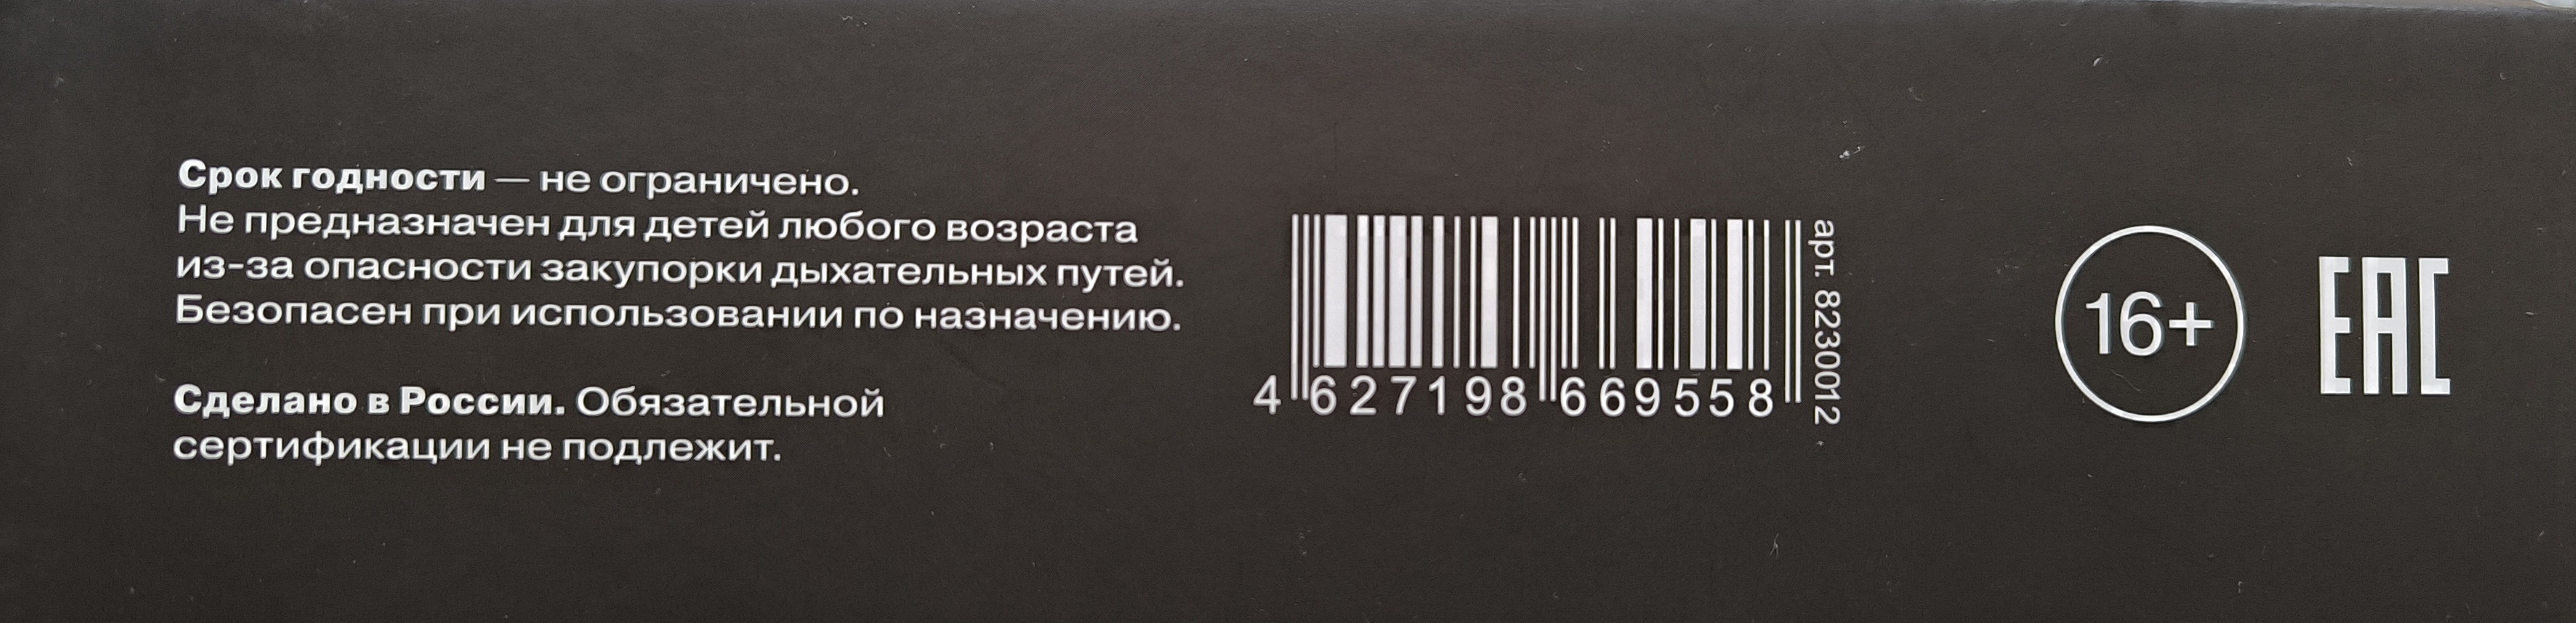 Срок годности — не ограничено.
Не предназначен для детей любого возраста
из-за опасности закупорки дыхательных путей.
Безопасен при использовании по назначению.
Сделано в России. Обязательной
сертификации не подлежит.
4 627198 669558
арт. 8230012
16+
ЕАС